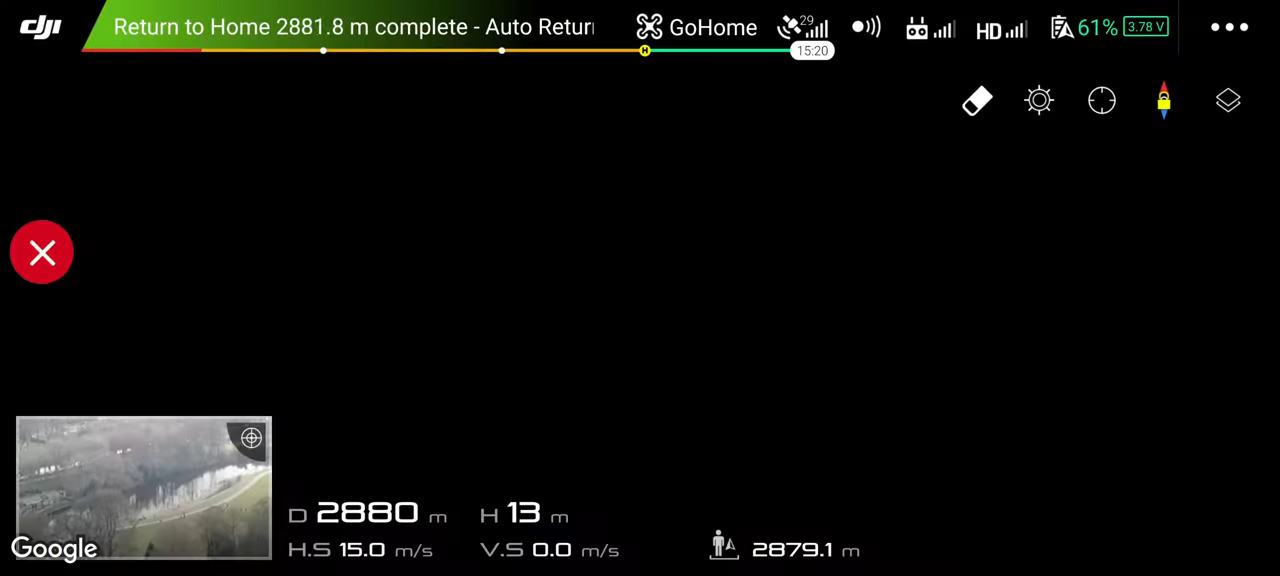 dji Return to Home 2881.8 m complete - Auto Retur GoHome 29 HD 61% 3.78 V
15:20
H
D 2880 m H 13 m
H.S 15.0 m/s V.S 0.0 m/s 2879.1 m
Google